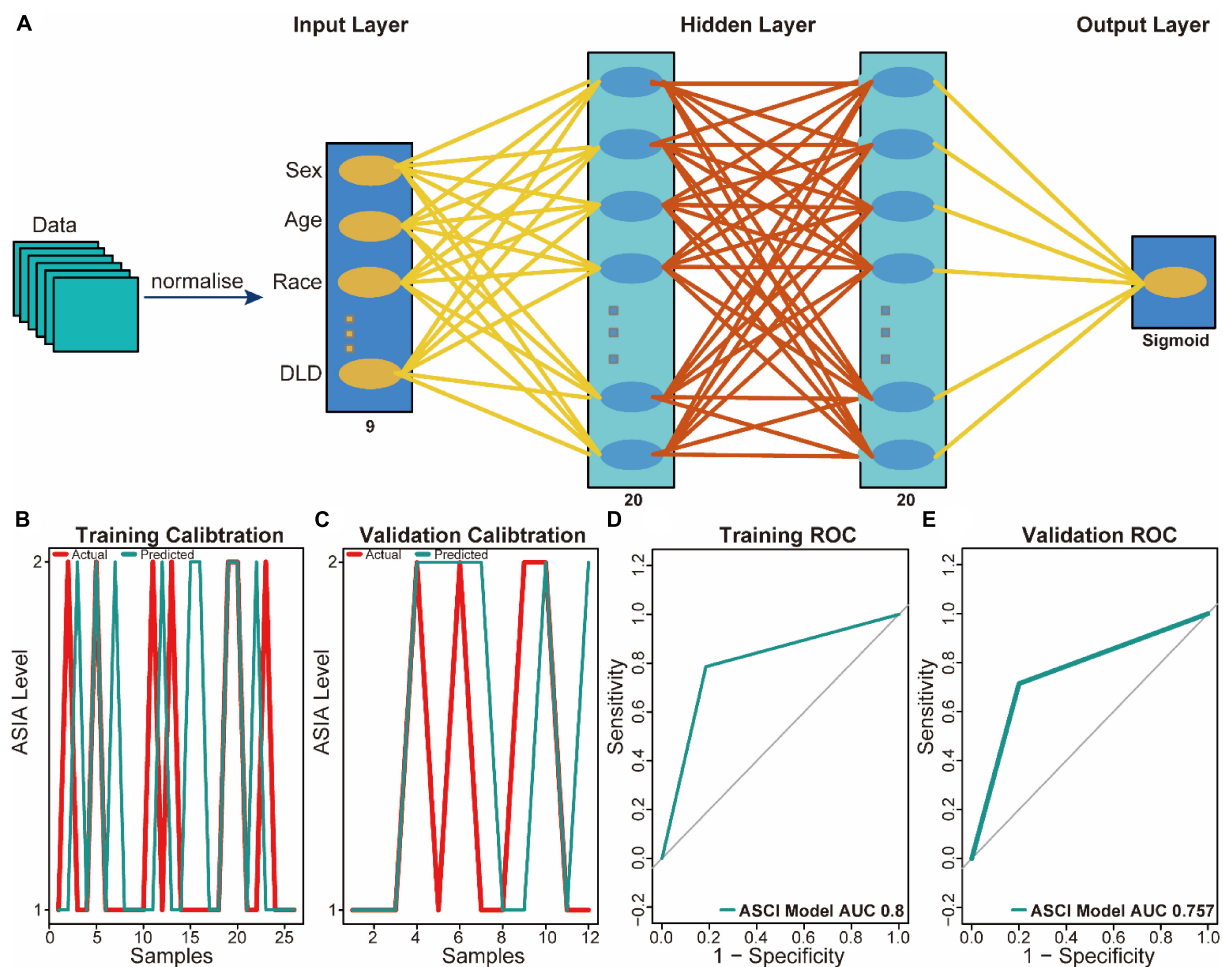 A
Input Layer
Hidden Layer
Output Layer
Data
normalise
Sex
Age
Race
DLD
9
20
20
Sigmoid
B
Training Calibtration
Actual
Predicted
ASIA Level
2
1
0
5
10
15
20
25
Samples
C
Validation Calibtration
Actual
Predicted
ASIA Level
2
1
2
4
6
8
10
12
Samples
D
Training ROC
Sensitivity
1.2
1.0
0.8
0.6
0.4
0.2
0.0
−0.2
ASCI Model AUC 0.8
0.0
0.2
0.4
0.6
0.8
1.0
1 − Specificity
E
Validation ROC
Sensitivity
1.2
1.0
0.8
0.6
0.4
0.2
0.0
−0.2
ASCI Model AUC 0.757
0.0
0.2
0.4
0.6
0.8
1.0
1 − Specificity